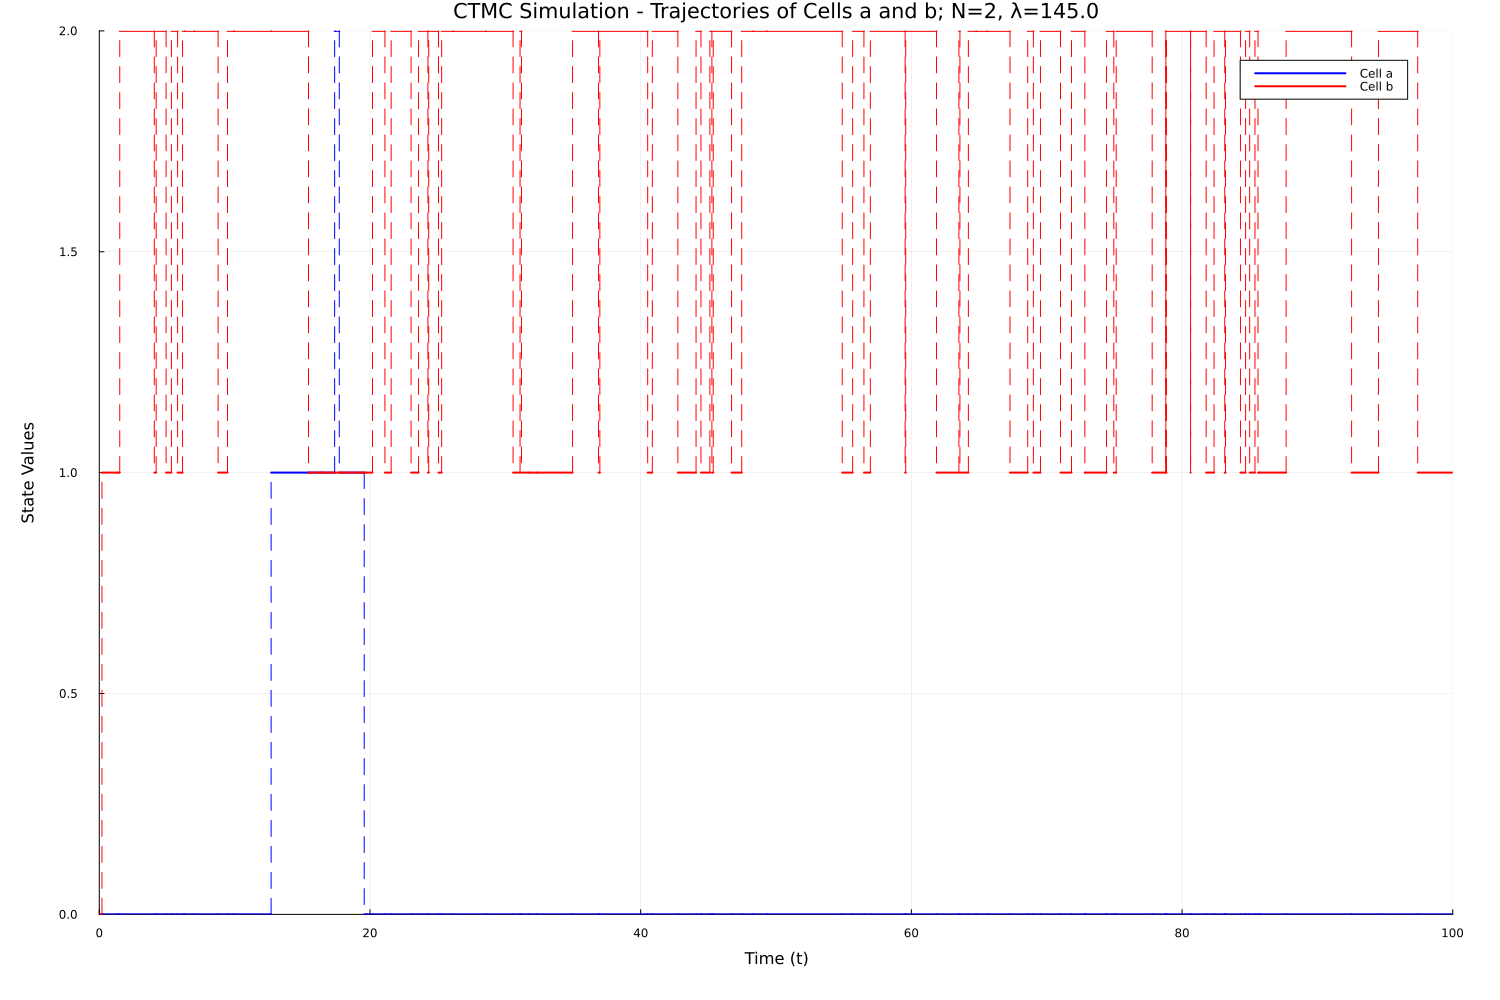 CTMC Simulation - Trajectories of Cells a and b; N=2, λ=145.0
2.0
Cell a
Cell b
1.5
State Values
1.0
0.5
0.0
0 20 40 60 80 100
Time (t)